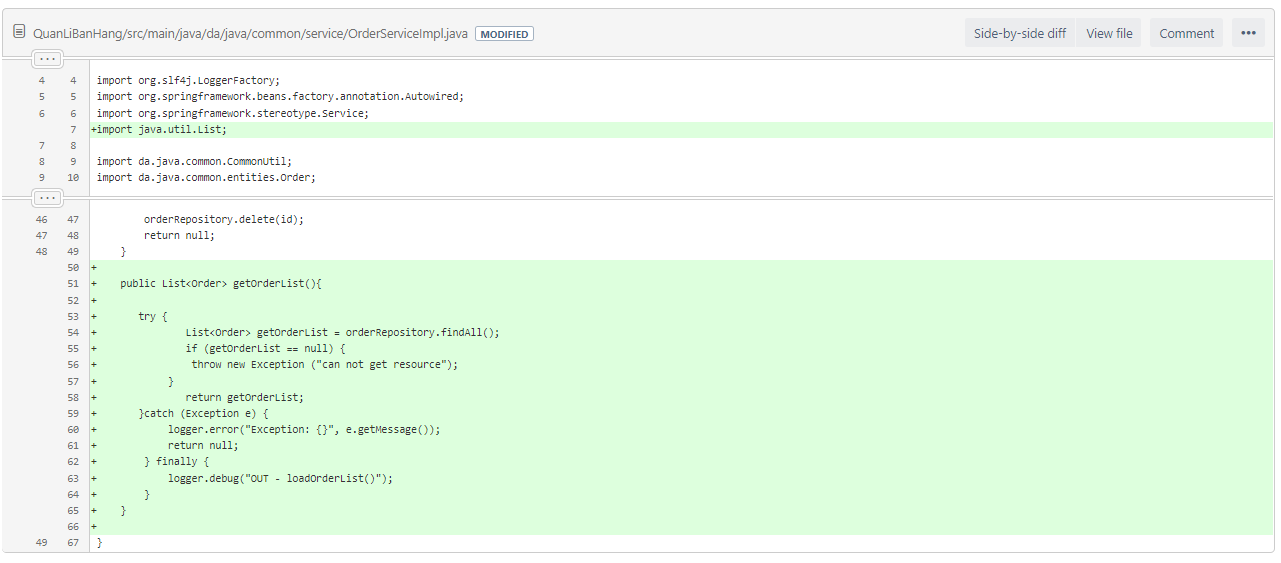 QuanLiBanHang/src/main/java/da/java/common/service/OrderServiceImpl.java MODIFIED Side-by-side diff View file Comment •••
...
4 4 import org.slf4j.LoggerFactory;
5 5 import org.springframework.beans.factory.annotation.Autowired;
6 6 import org.springframework.stereotype.Service;
7 +import java.util.List;
7 8
8 9 import da.java.common.CommonUtil;
9 10 import da.java.common.entities.Order;
...
46 47 orderRepository.delete(id);
47 48 return null;
48 49 }
50 +
51 + public List<Order> getOrderList(){
52 +
53 + try {
54 + List<Order> getOrderList = orderRepository.findAll();
55 + if (getOrderList == null) {
56 + throw new Exception ("can not get resource");
57 + }
58 + return getOrderList;
59 + }catch (Exception e) {
60 + logger.error("Exception: {}", e.getMessage());
61 + return null;
62 + } finally {
63 + logger.debug("OUT - loadOrderList()");
64 + }
65 + }
66 +
49 67 }